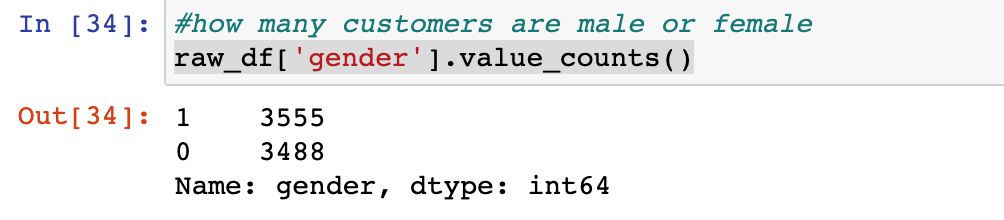 In [34]: #how many customers are male or female
raw_df['gender'].value_counts()
Out[34]: 1    3555
0    3488
Name: gender, dtype: int64